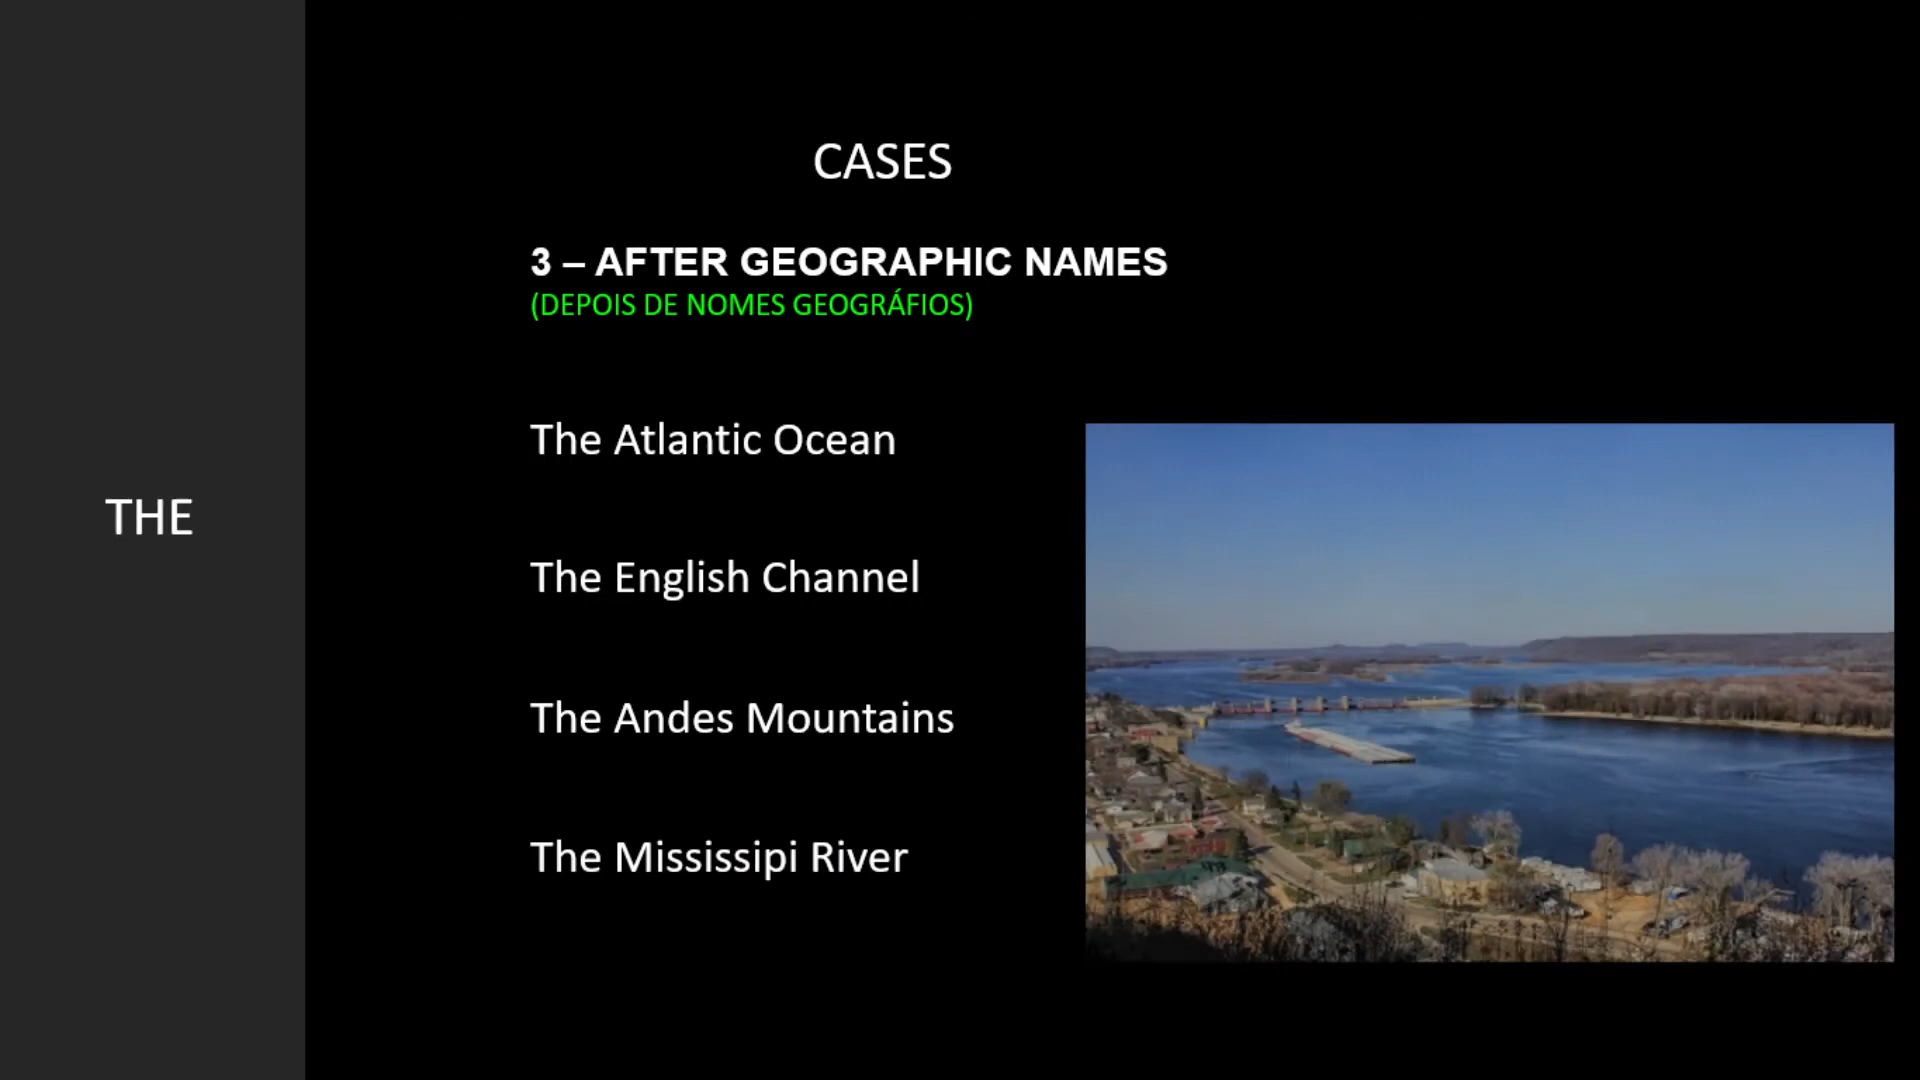 CASES
3 – AFTER GEOGRAPHIC NAMES
(DEPOIS DE NOMES GEOGRÁFIOS)
The Atlantic Ocean
THE
The English Channel
The Andes Mountains
The Mississipi River